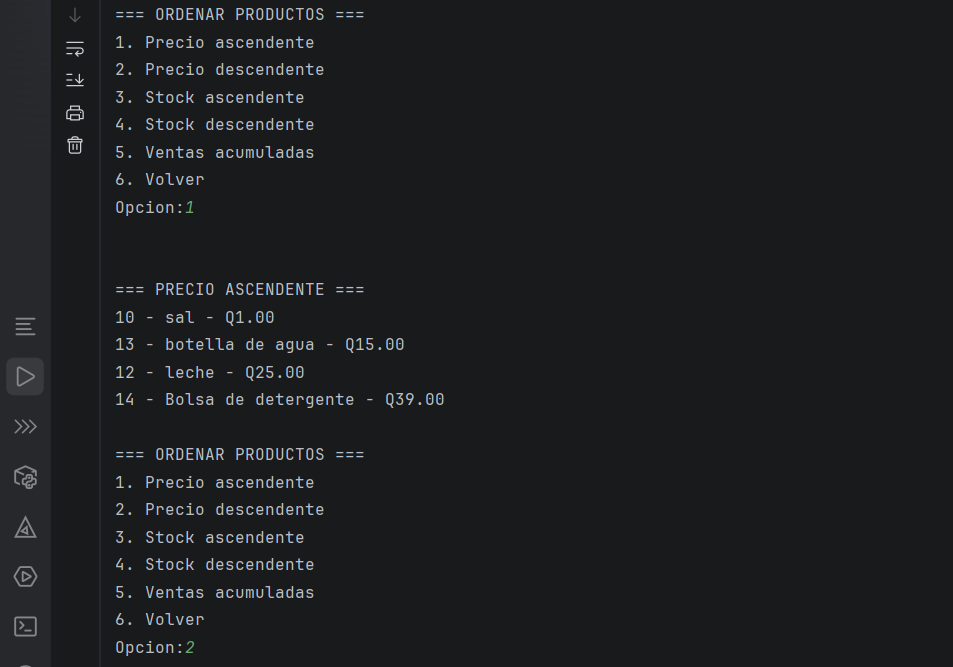 === ORDENAR PRODUCTOS ===
1. Precio ascendente
2. Precio descendente
3. Stock ascendente
4. Stock descendente
5. Ventas acumuladas
6. Volver
Opcion:1
=== PRECIO ASCENDENTE ===
10 - sal - Q1.00
13 - botella de agua - Q15.00
12 - leche - Q25.00
14 - Bolsa de detergente - Q39.00
=== ORDENAR PRODUCTOS ===
1. Precio ascendente
2. Precio descendente
3. Stock ascendente
4. Stock descendente
5. Ventas acumuladas
6. Volver
Opcion:2